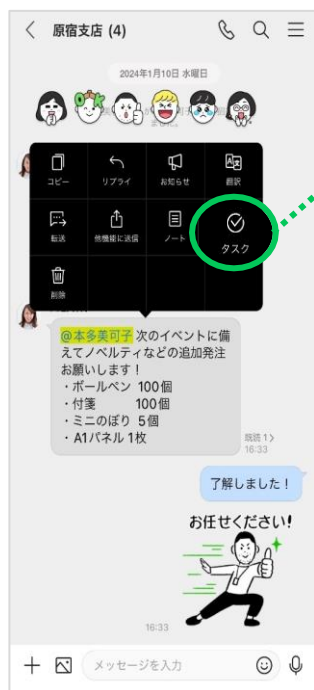 原宿支店 (4)
2024年1月10日 水曜日
コピー
リプライ
お知らせ
翻訳
転送
他機能に送信
ノート
タスク
削除
@本多美可子 次のイベントに備
えてノベルティなどの追加発注
お願いします！
・ボールペン 100個
・付箋 100個
・ミニのぼり 5個
・A1パネル 1枚
既読 1
16:33
了解しました！
お任せください!
16:33
メッセージを入力